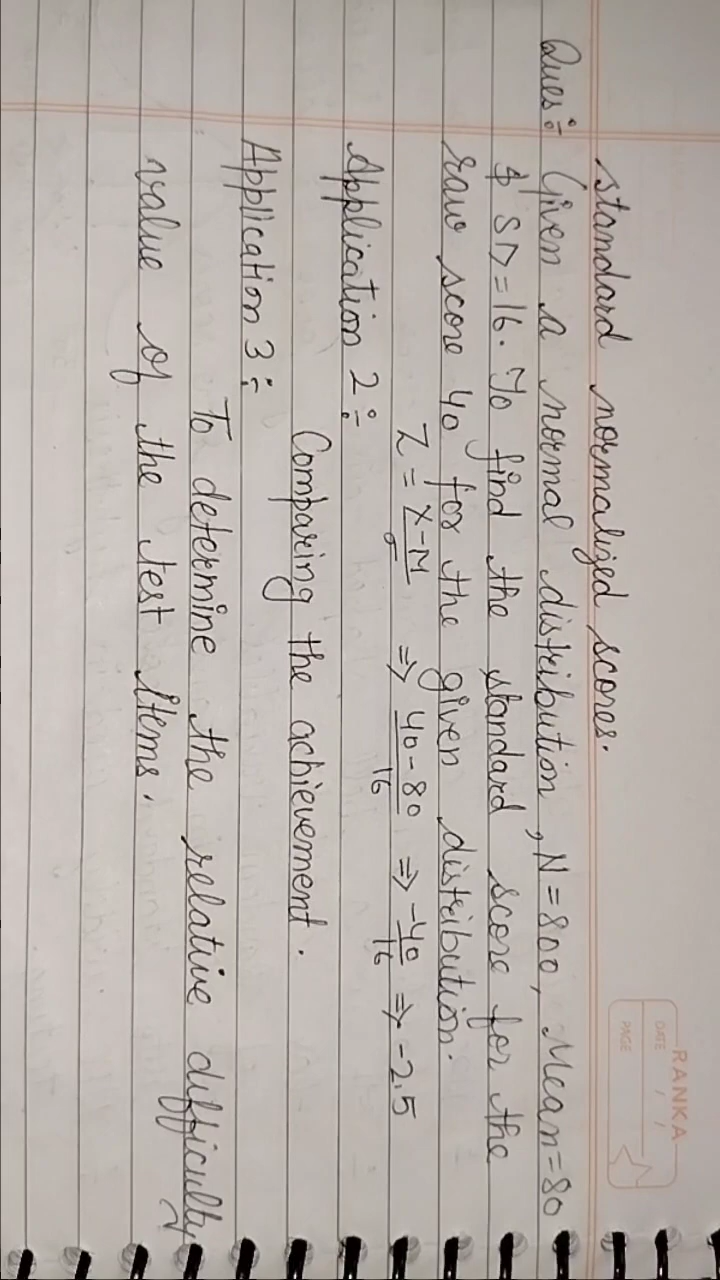 RANKA
DATE / /
PAGE
standard normalized scores.
Ques:- Given a normal distribution, N=800, Mean=80
$ SD=16. To find the standard score for the
raw score 40 for the given distribution.
Z = X-M/σ => 40-80/16 => -40/16 => -2.5
Application 2:-
Comparing the achievement.
Application 3:-
To determine the relative difficulty
value of the test items.